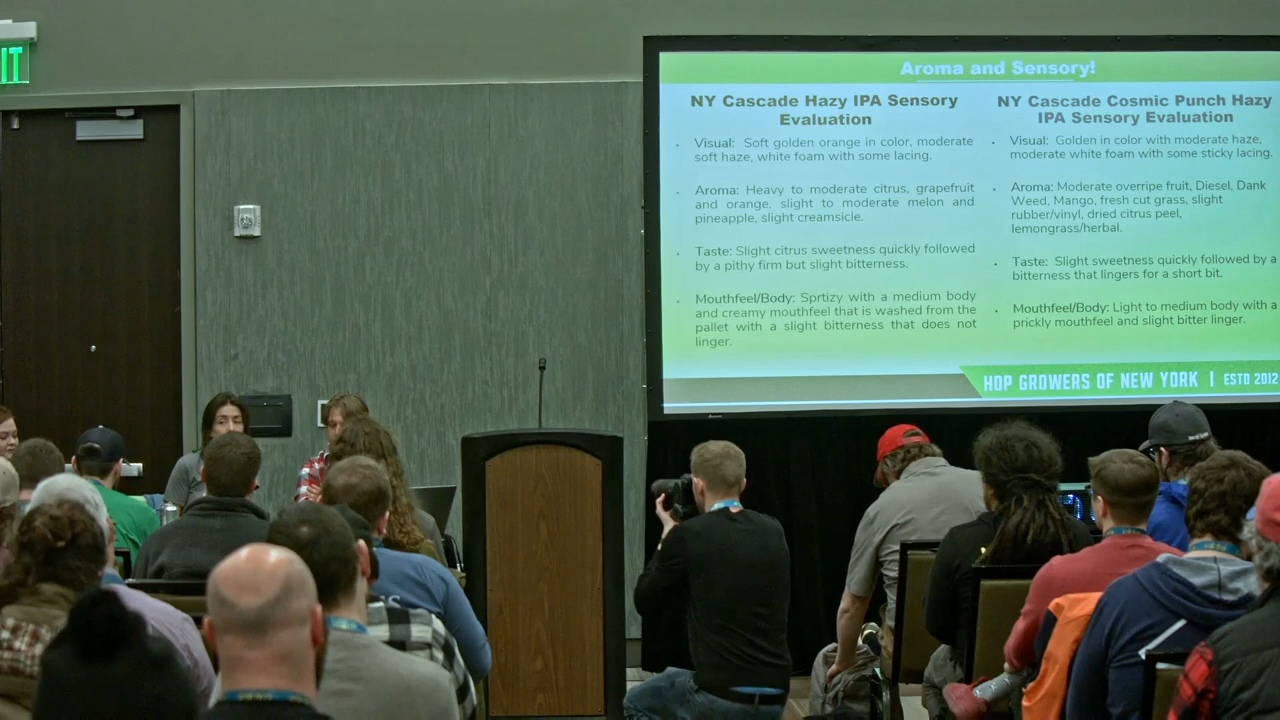 IT
Aroma and Sensory!
NY Cascade Hazy IPA Sensory
Evaluation
Visual: Soft golden orange in color, moderate
soft haze, white foam with some lacing.
Aroma: Heavy to moderate citrus, grapefruit
and orange, slight to moderate melon and
pineapple, slight creamsicle.
Taste: Slight citrus sweetness quickly followed
by a pithy firm but slight bitterness.
Mouthfeel/Body: Sprtizy with a medium body
and creamy mouthfeel that is washed from the
pallet with a slight bitterness that does not
linger.
NY Cascade Cosmic Punch Hazy
IPA Sensory Evaluation
Visual: Golden in color with moderate haze,
moderate white foam with some sticky lacing.
Aroma: Moderate overripe fruit, Diesel, Dank
Weed, Mango, fresh cut grass, slight
rubber/vinyl, dried citrus peel,
lemongrass/herbal.
Taste: Slight sweetness quickly followed by a
bitterness that lingers for a short bit.
Mouthfeel/Body: Light to medium body with a
prickly mouthfeel and slight bitter linger.
HOP GROWERS OF NEW YORK | ESTD 2012